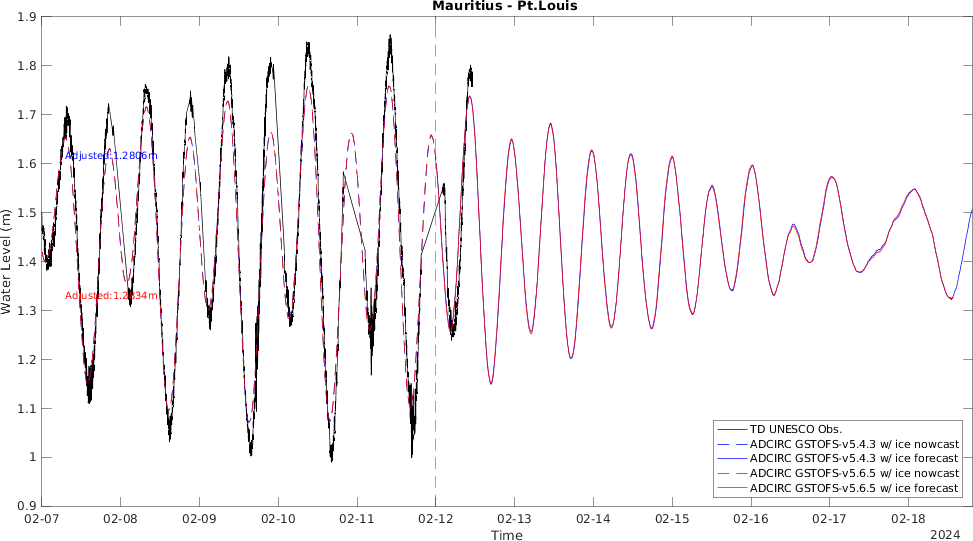 Mauritius - Pt.Louis
1.9
1.8
1.7
1.6
1.5
1.4
1.3
1.2
1.1
1
0.9
Water Level (m)
Adjusted:1.2806m
Adjusted:1.2834m
TD UNESCO Obs.
ADCIRC GSTOFS-v5.4.3 w/ ice nowcast
ADCIRC GSTOFS-v5.4.3 w/ ice forecast
ADCIRC GSTOFS-v5.6.5 w/ ice nowcast
ADCIRC GSTOFS-v5.6.5 w/ ice forecast
02-07 02-08 02-09 02-10 02-11 02-12 02-13 02-14 02-15 02-16 02-17 02-18
Time
2024